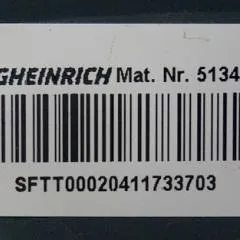 GHEINRICH Mat. Nr. 5134
SFTT00020411733703